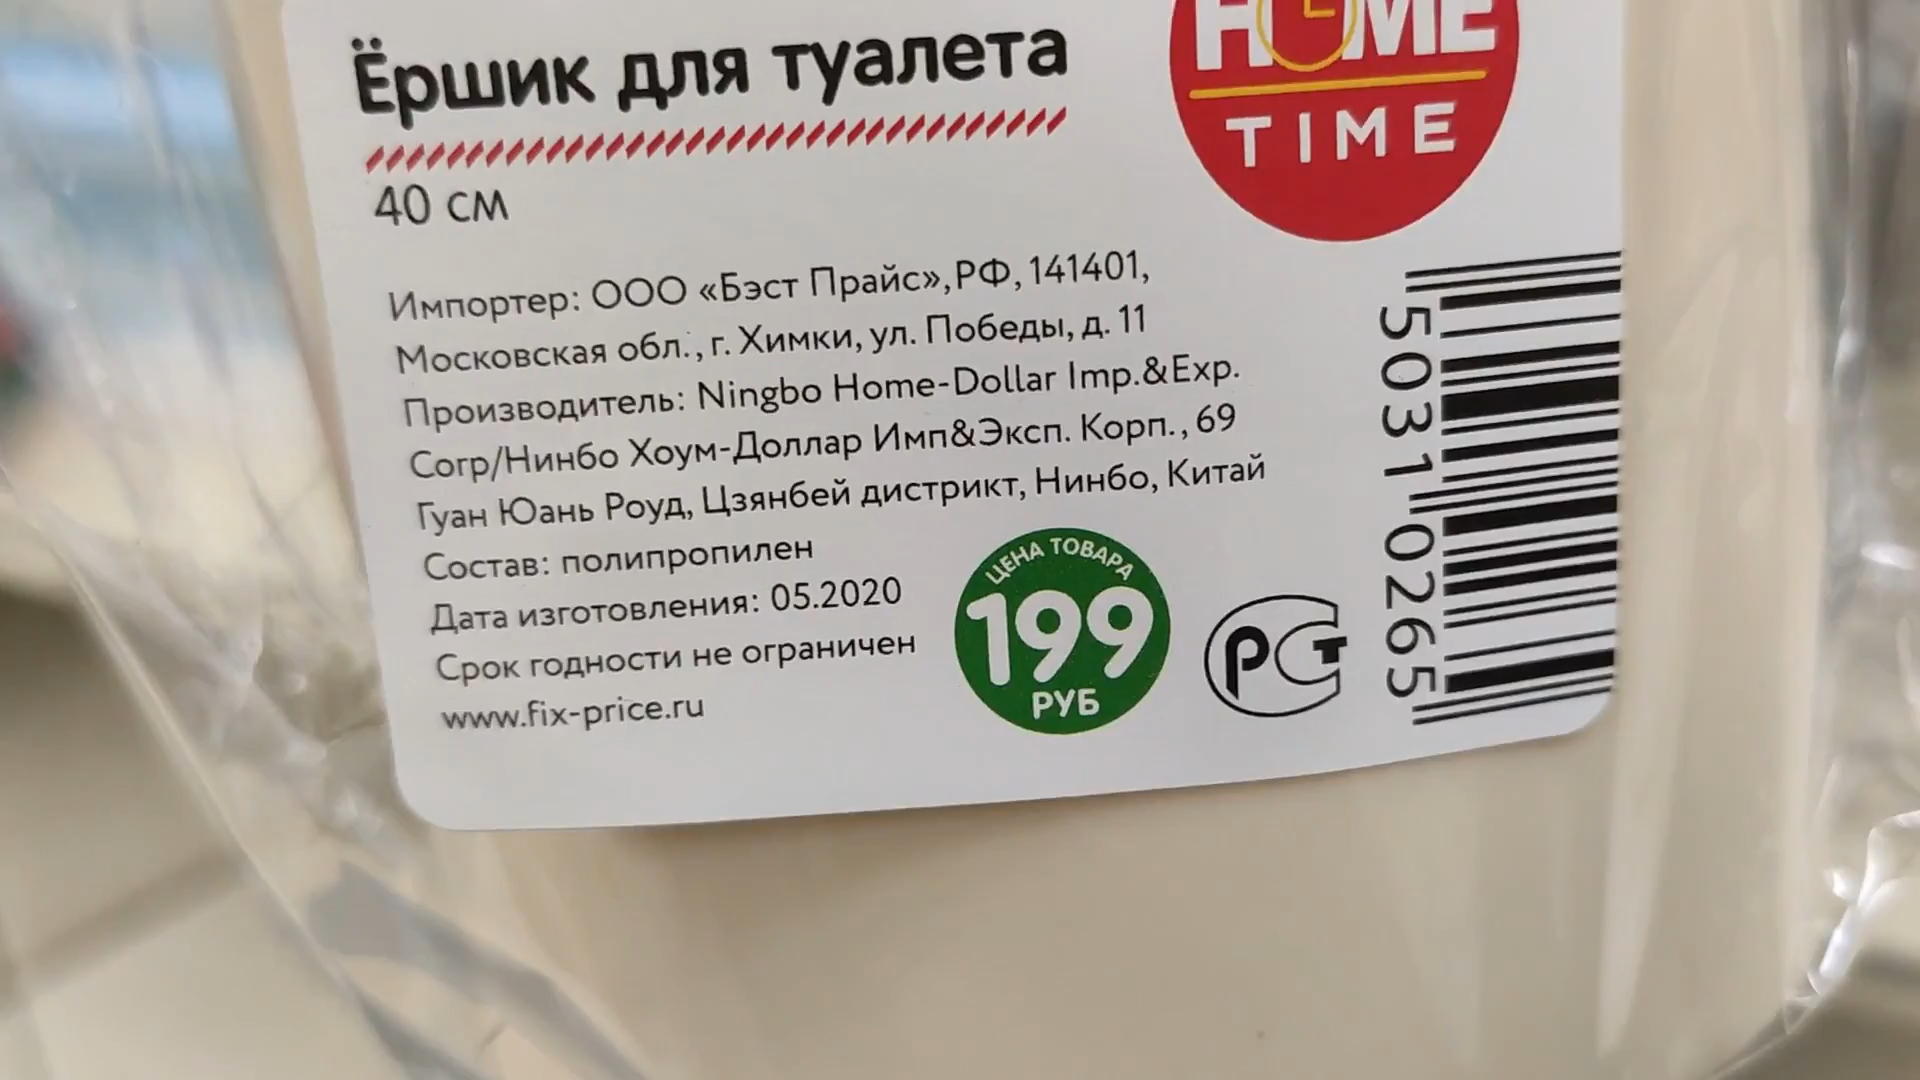 Ёршик для туалета
HOME
TIME
40 см
Импортер: ООО «Бэст Прайс», РФ, 141401,
Московская обл., г. Химки, ул. Победы, д. 11
Производитель: Ningbo Home-Dollar Imp.&Exp.
Corp/Нинбо Хоум-Доллар Имп&Эксп. Корп., 69
Гуан Юань Роуд, Цзянбей дистрикт, Нинбо, Китай
Состав: полипропилен
Дата изготовления: 05.2020
Срок годности не ограничен
www.fix-price.ru
ЦЕНА ТОВАРА
199
РУБ
РСТ
5031 0265